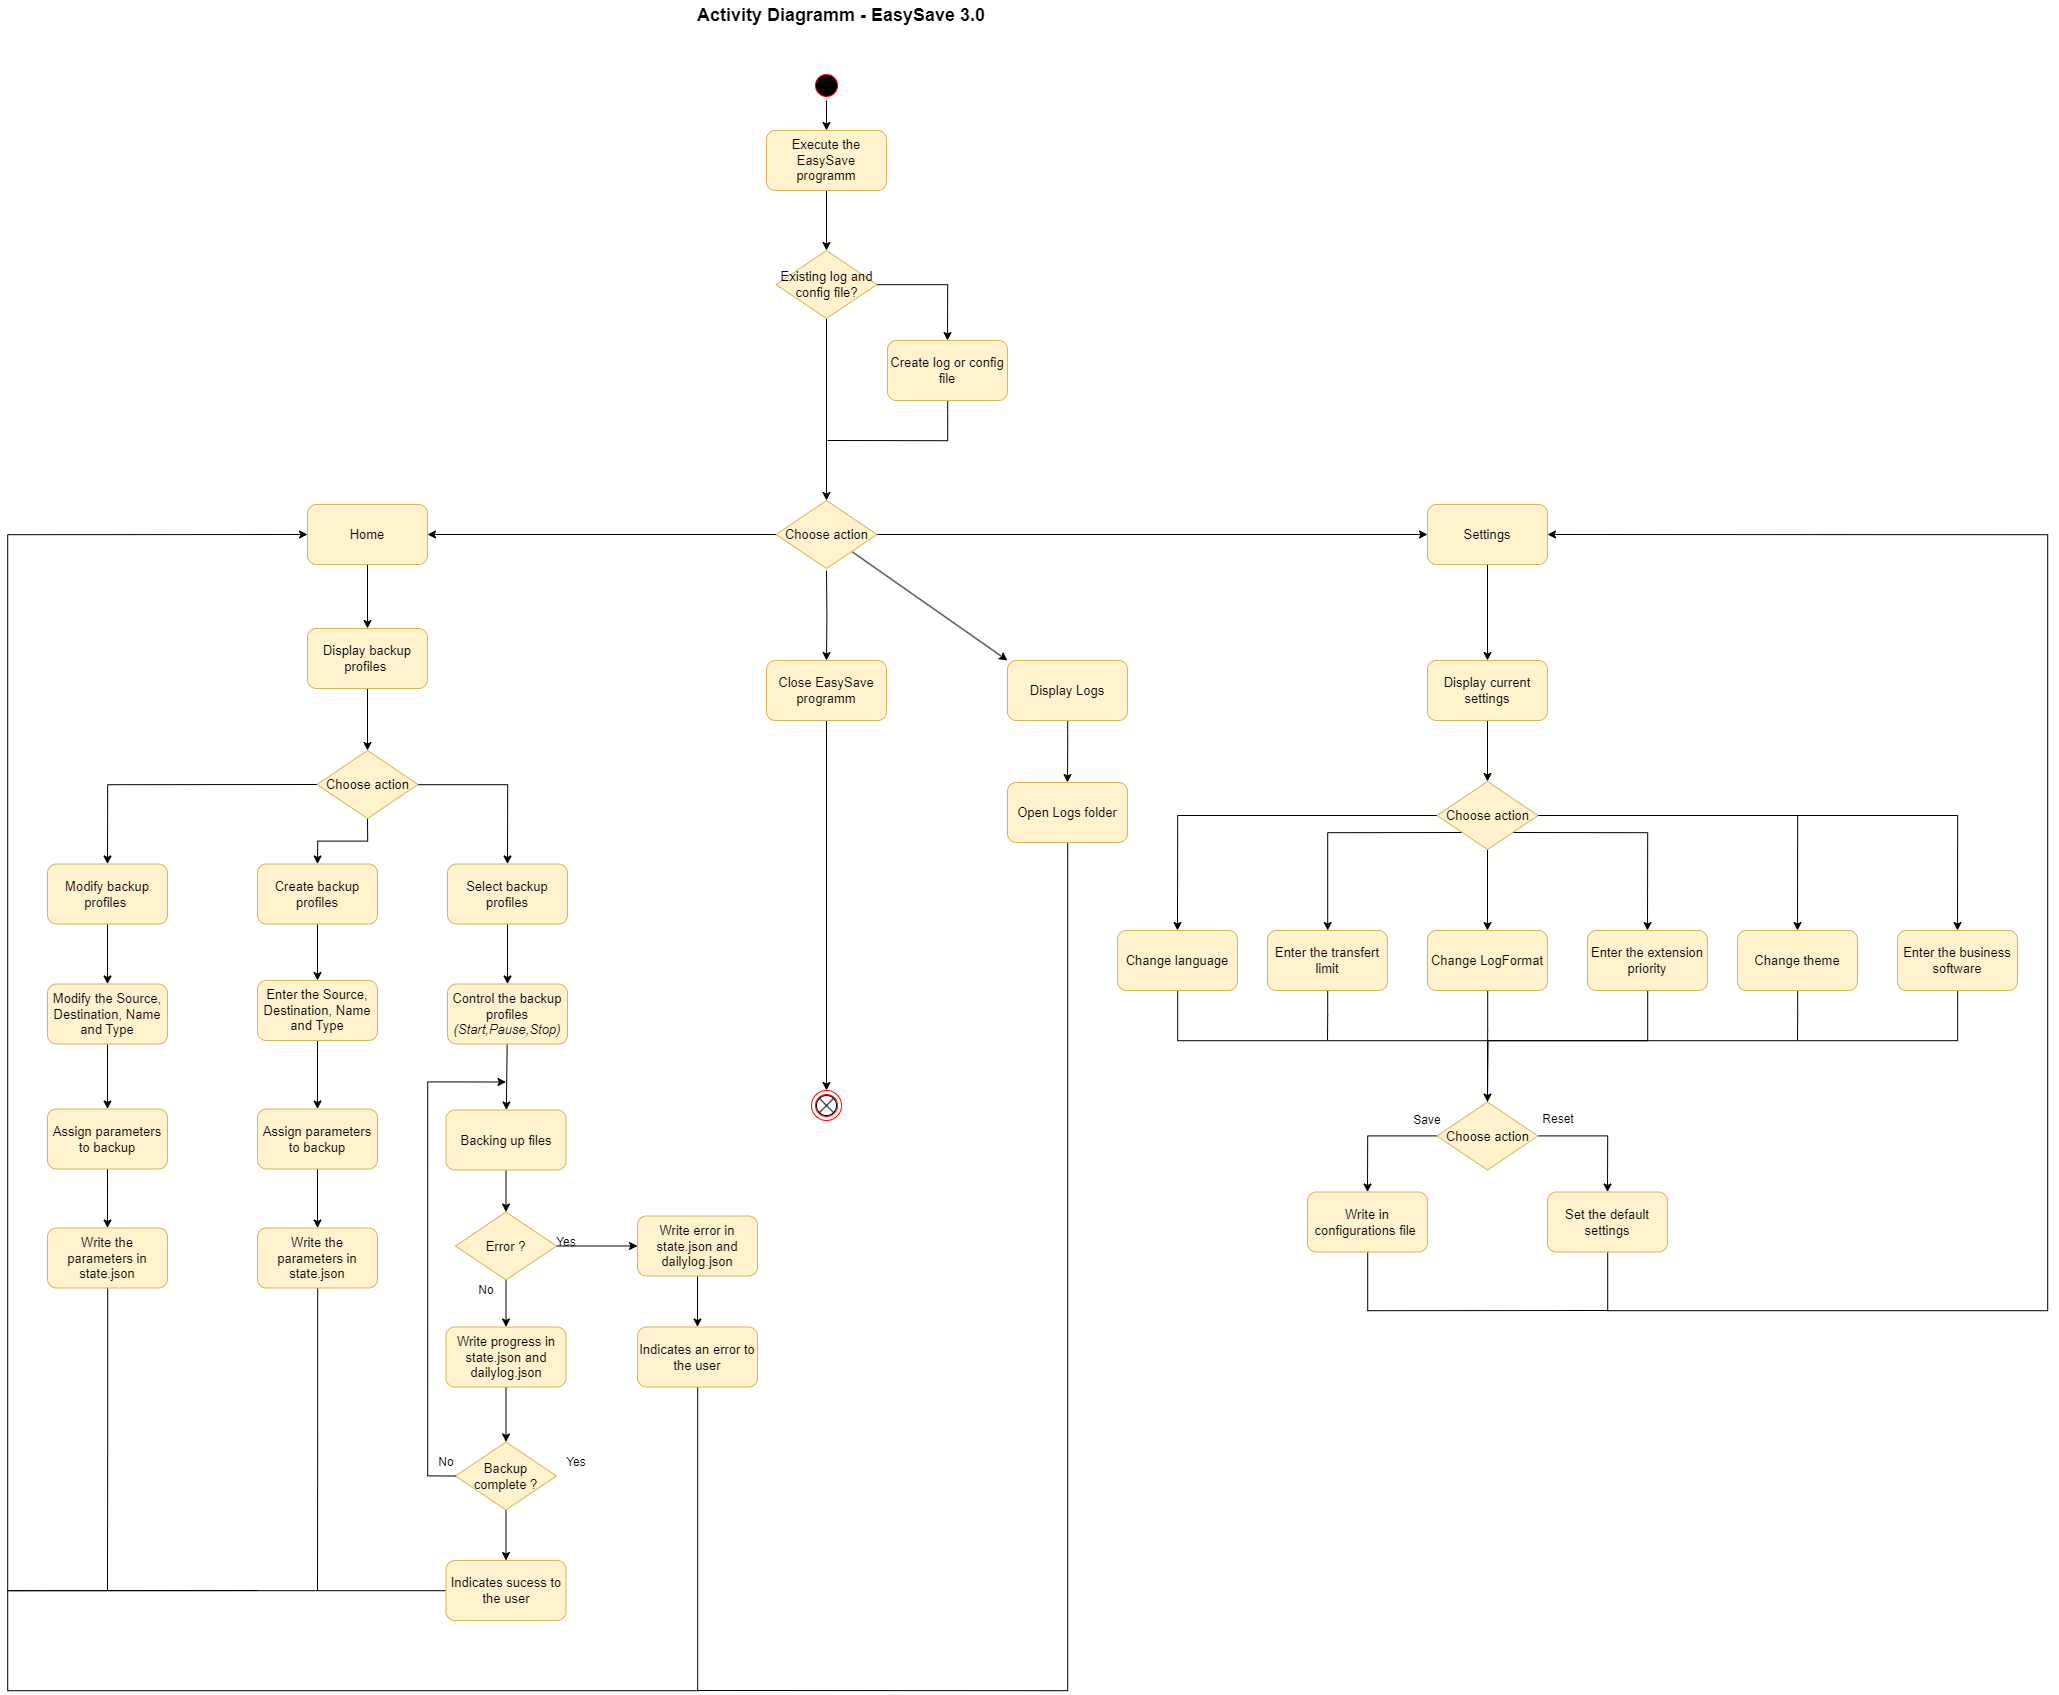 Activity Diagramm - EasySave 3.0
Execute the
EasySave
programm
Existing log and
config file?
Create log or config
file
Home
Choose action
Settings
Display backup
profiles
Close EasySave
programm
Display Logs
Display current
settings
Choose action
Open Logs folder
Choose action
Modify backup
profiles
Create backup
profiles
Select backup
profiles
Change language
Enter the transfert
limit
Change LogFormat
Enter the extension
priority
Change theme
Enter the business
software
Modify the Source,
Destination, Name
and Type
Enter the Source,
Destination, Name
and Type
Control the backup
profiles
(Start,Pause,Stop)
Assign parameters
to backup
Assign parameters
to backup
Backing up files
Save
Choose action
Reset
Write in
configurations file
Set the default
settings
Write the
parameters in
state.json
Write the
parameters in
state.json
Error ?
Yes
Write error in
state.json and
dailylog.json
No
Write progress in
state.json and
dailylog.json
Indicates an error to
the user
No
Backup
complete ?
Yes
Indicates sucess to
the user